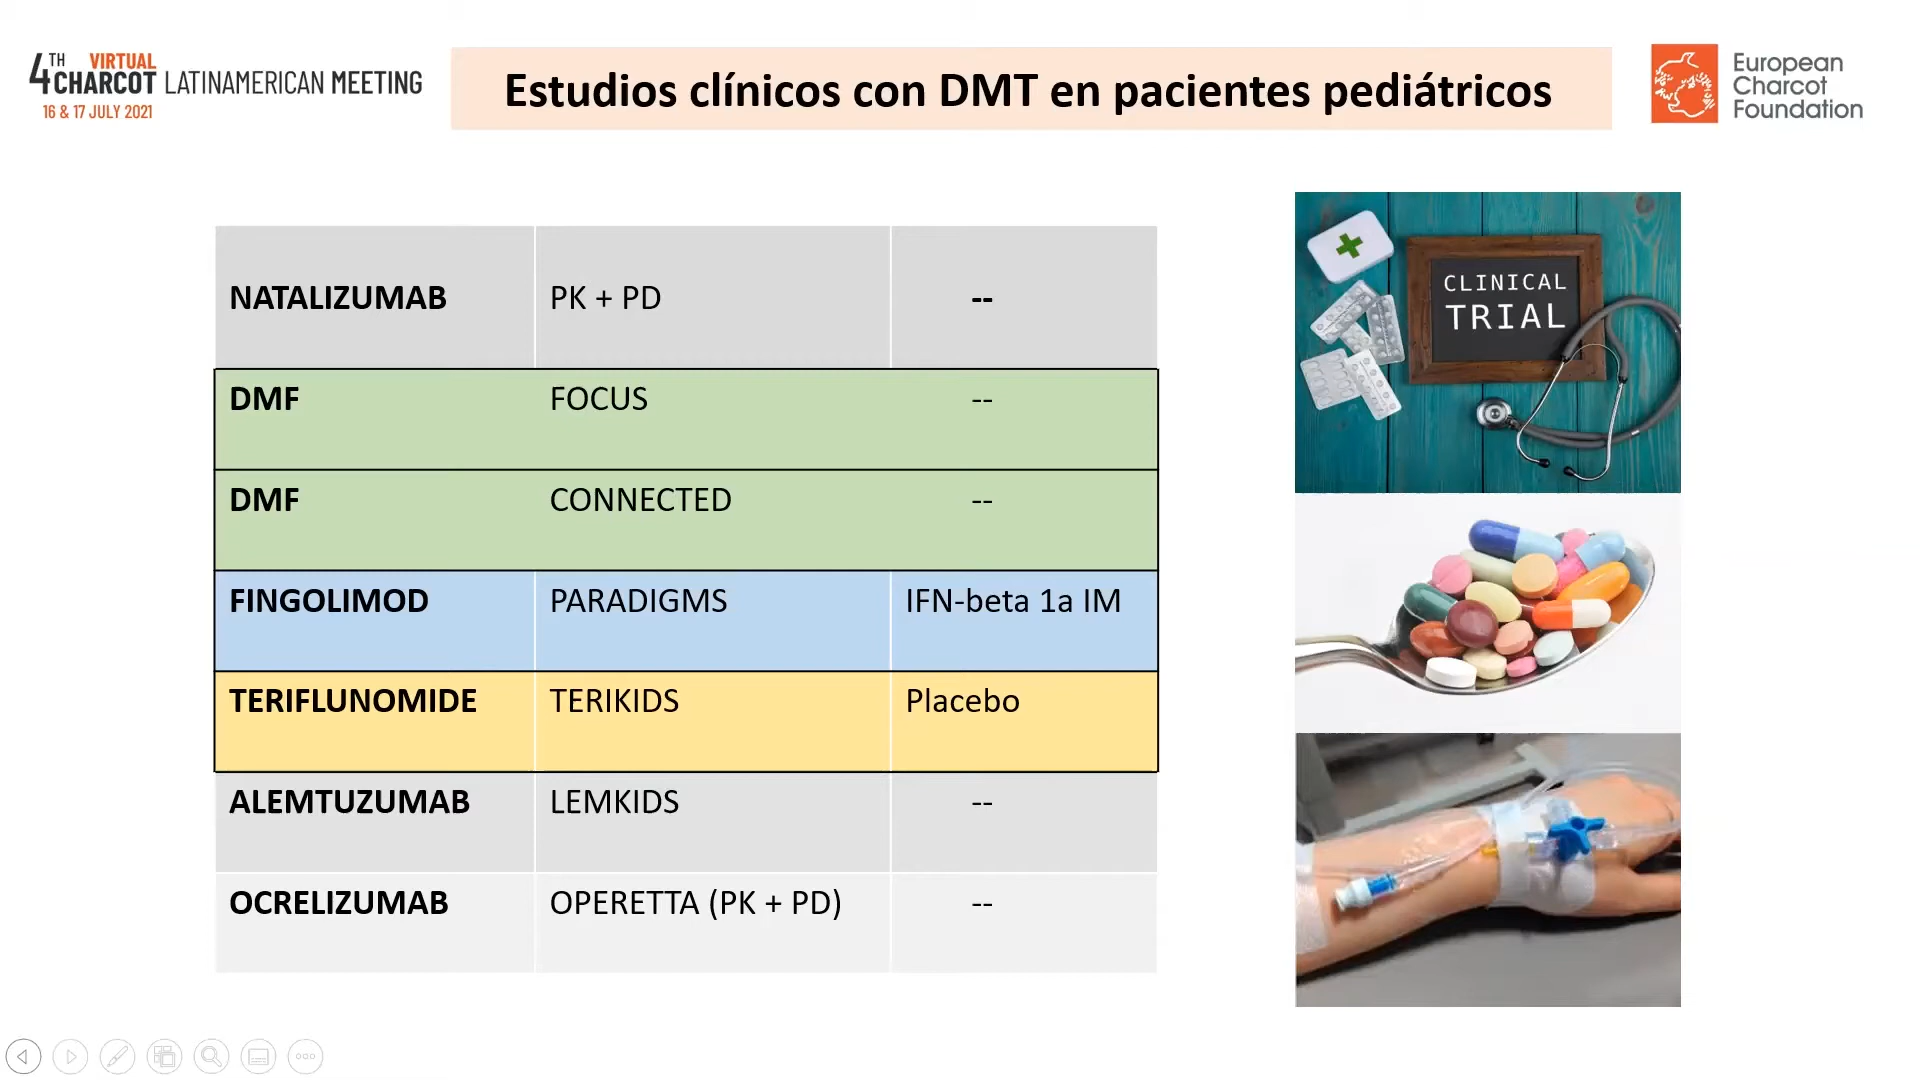 4TH VIRTUAL
CHARCOT LATINAMERICAN MEETING
16 & 17 JULY 2021
Estudios clínicos con DMT en pacientes pediátricos
European
Charcot
Foundation
NATALIZUMAB PK + PD --
DMF FOCUS --
DMF CONNECTED --
FINGOLIMOD PARADIGMS IFN-beta 1a IM
TERIFLUNOMIDE TERIKIDS Placebo
ALEMTUZUMAB LEMKIDS --
OCRELIZUMAB OPERETTA (PK + PD) --
CLINICAL
TRIAL